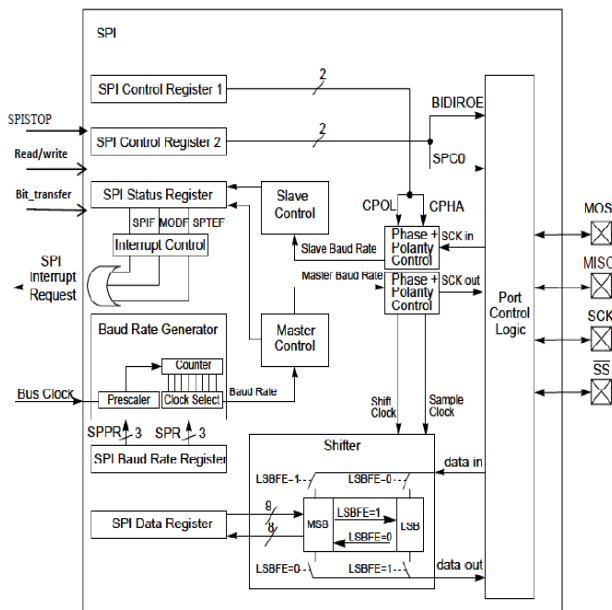 SPI
SPI Control Register 1
2
BIDIROE
SPISTOP
SPI Control Register 2
2
SPC0
Read/write
Bit_transfer
SPI Status Register
Slave Control
CPOL
CPHA
SPIF
MODF
SPTEF
Interrupt Control
Slave Baud Rate
Phase + Polarity Control
SCK in
SPI Interrupt Request
Master Baud Rate
Phase + Polarity Control
SCK out
Port Control Logic
MOS
MISC
SCK
SS
Baud Rate Generator
Counter
Master Control
Bus Clock
Prescaler
Clock Select
Baud Rate
Shift Clock
Sample Clock
SPPR
3
SPR
3
SPI Baud Rate Register
Shifter
data in
LSBFE=1
LSBFE=0
SPI Data Register
8
8
MSB
LSBFE=1
LSBFE=0
LSB
LSBFE=0
LSBFE=1
data out